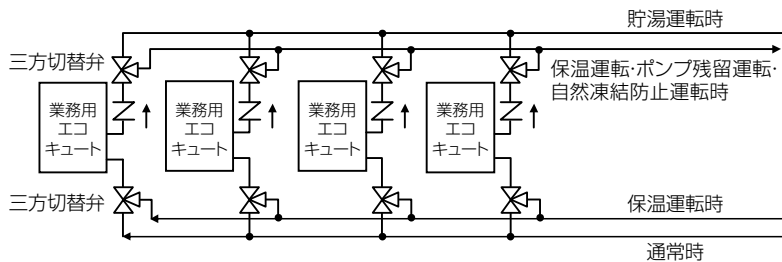 貯湯運転時
三方切替弁
保温運転・ポンプ残留運転・
自然凍結防止運転時
業務用
エコ
キュート
業務用
エコ
キュート
業務用
エコ
キュート
業務用
エコ
キュート
三方切替弁
保温運転時
通常時